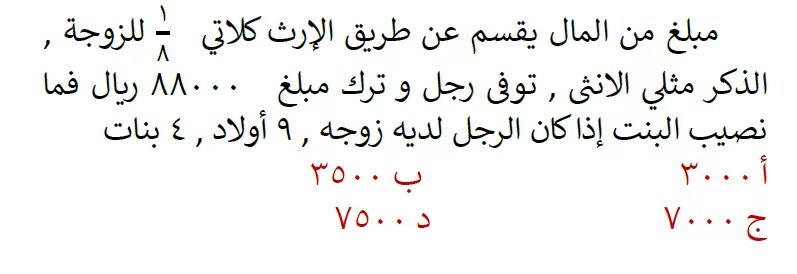 مبلغ من المال يقسم عن طريق الإرث كلاتي ١/٨ للزوجة ,
الذكر مثلي الانثى , توفى رجل و ترك مبلغ ٨٨٠٠٠ ريال فما
نصيب البنت إذا كان الرجل لديه زوجه , ٩ أولاد , ٤ بنات
أ ٣٠٠٠ ب ٣٥٠٠
ج ٧٠٠٠ د ٧٥٠٠